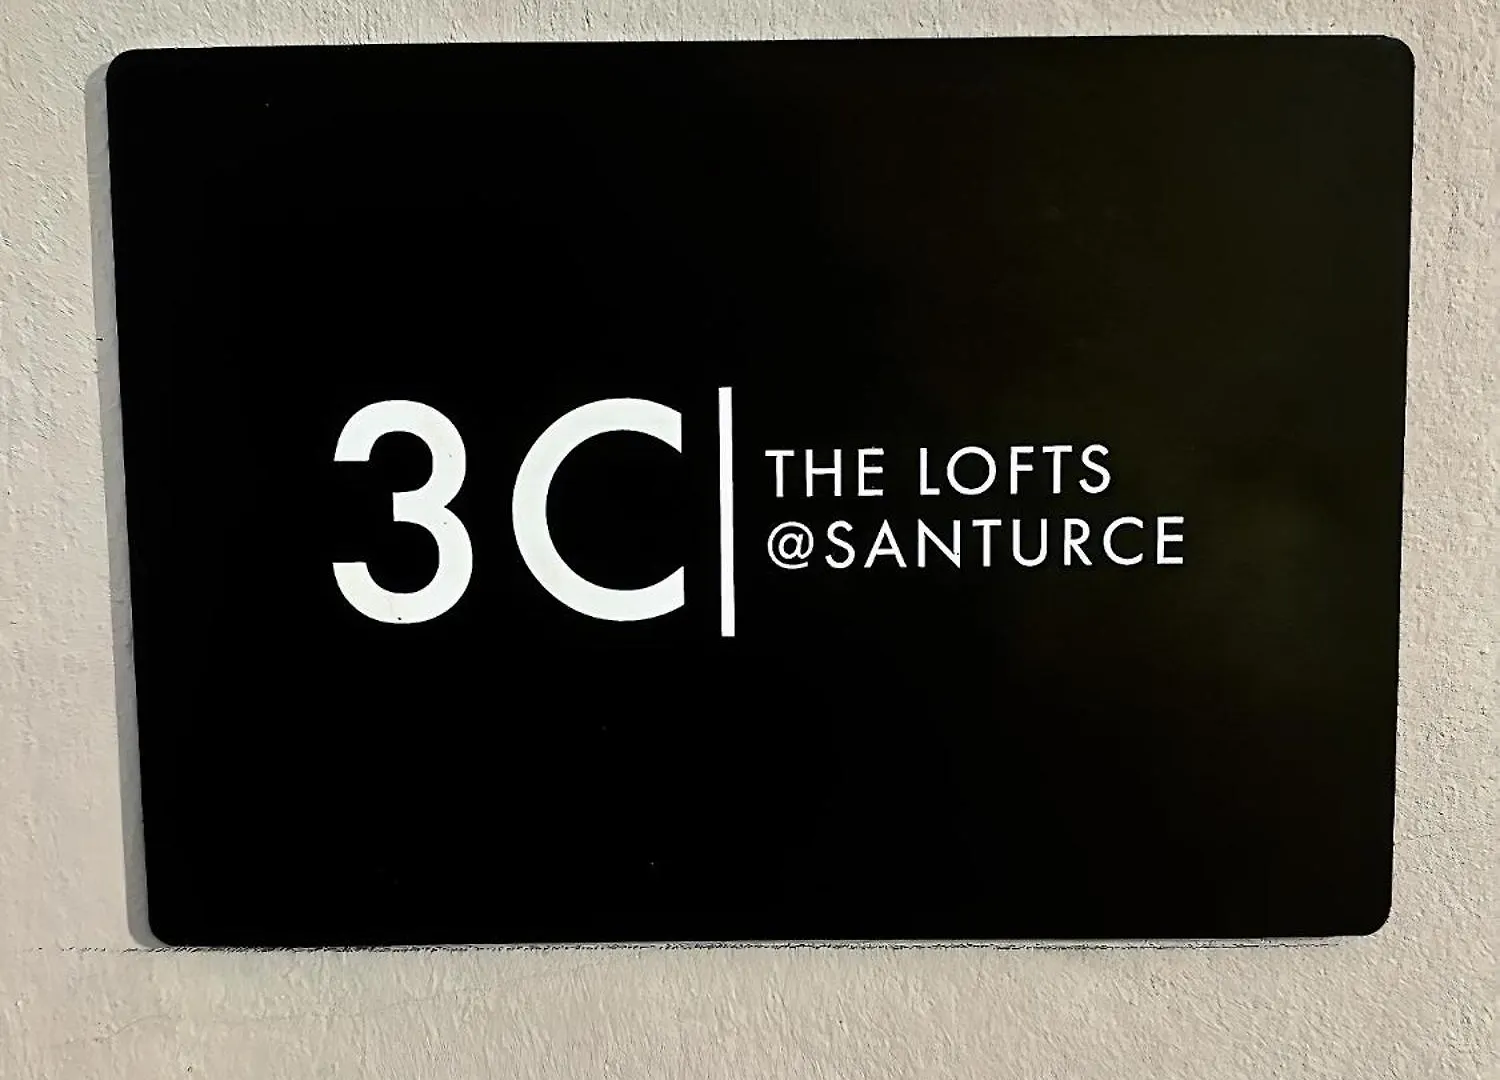 3C
THE LOFTS
@SANTURCE